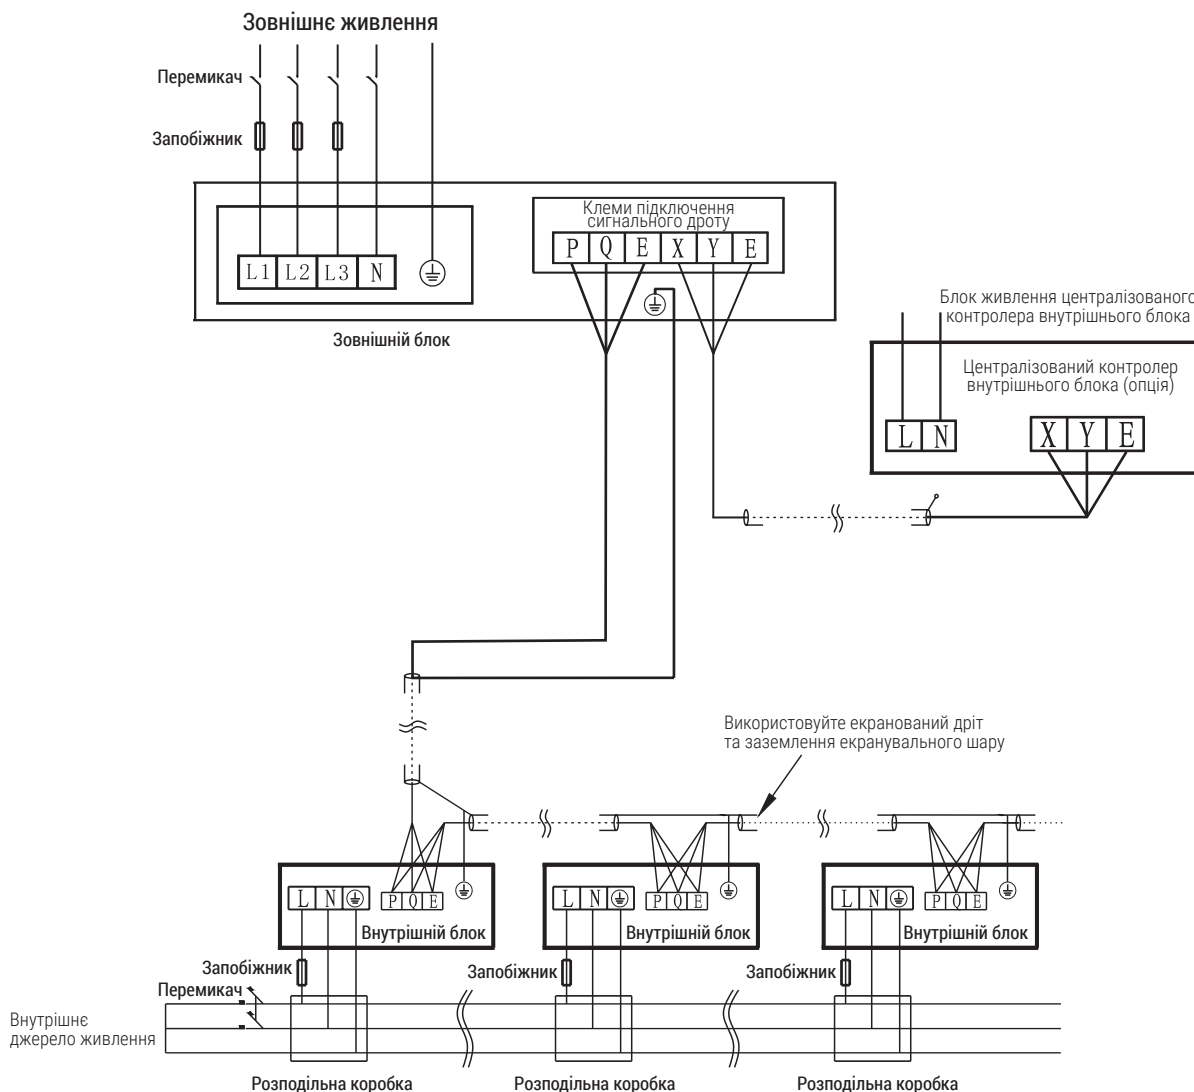 Зовнішнє живлення
Перемикач
Запобіжник
Клеми підключення
сигнального дроту
P Q E X Y E
L1 L2 L3 N
Зовнішній блок
Блок живлення централізованого
контролера внутрішнього блока
Централізований контролер
внутрішнього блока (опція)
L N
X Y E
Використовуйте екранований дріт
та заземлення екранувального шару
L N
P Q E
Внутрішній блок
L N
P Q E
Внутрішній блок
L N
P Q E
Внутрішній блок
Запобіжник
Запобіжник
Запобіжник
Перемикач
Внутрішнє
джерело живлення
Розподільна коробка
Розподільна коробка
Розподільна коробка